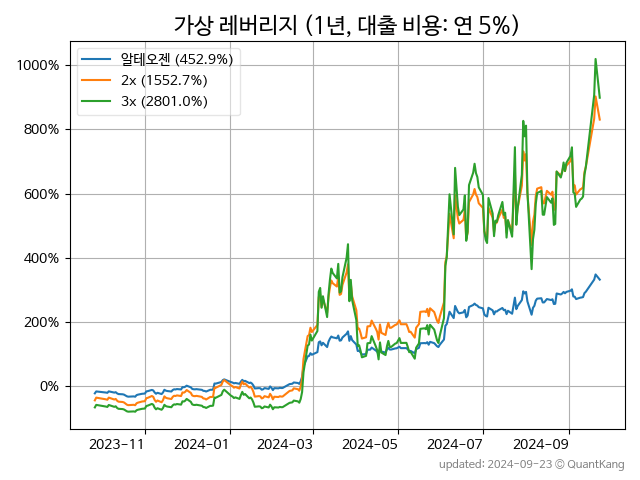 가상 레버리지 (1년, 대출 비용: 연 5%)
알테오젠 (452.9%)
2x (1552.7%)
3x (2801.0%)
1000%
800%
600%
400%
200%
0%
2023-11 2024-01 2024-03 2024-05 2024-07 2024-09
updated: 2024-09-23 © QuantKang